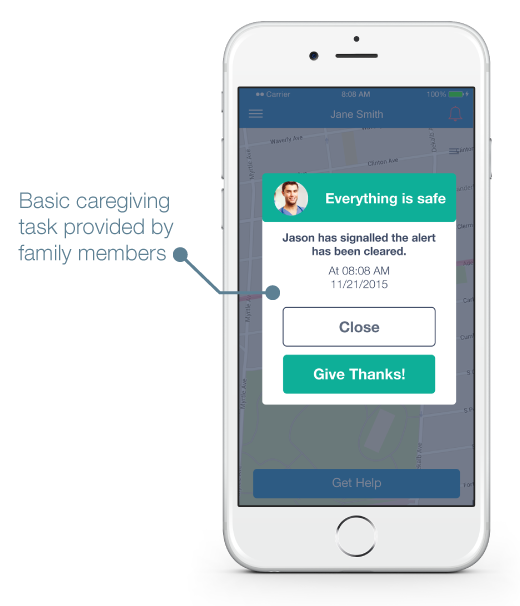 Carrier 8:08 AM 100%
Jane Smith
Waverly Ave
Clinton Ave
Myrtle Ave
Everything is safe
Basic caregiving
task provided by
family members
Jason has signalled the alert
has been cleared.
At 08:08 AM
11/21/2015
Close
Give Thanks!
Get Help